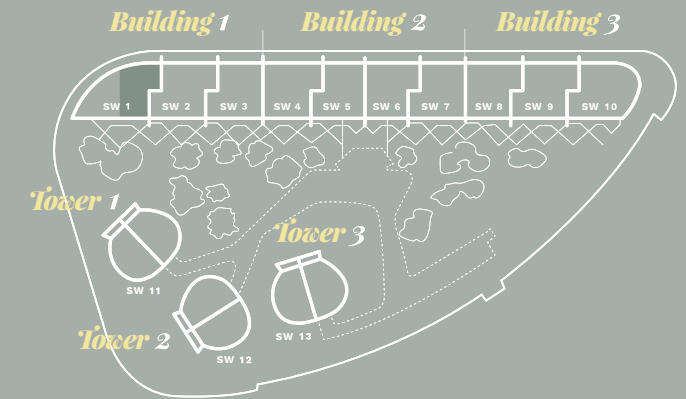 Building 1 Building 2 Building 3
SW 1 SW 2 SW 3 SW 4 SW 5 SW 6 SW 7 SW 8 SW 9 SW 10
Tower 1
SW 11
Tower 3
SW 13
Tower 2
SW 12